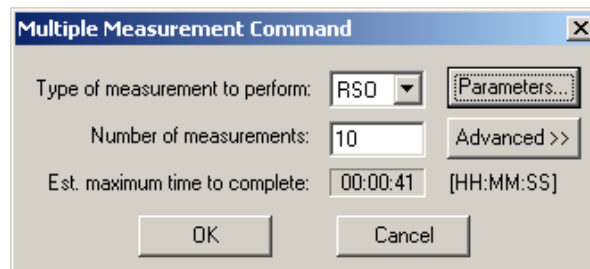 Multiple Measurement Command
Type of measurement to perform: RSO Parameters...
Number of measurements: 10 Advanced >>
Est. maximum time to complete: 00:00:41 [HH:MM:SS]
OK Cancel